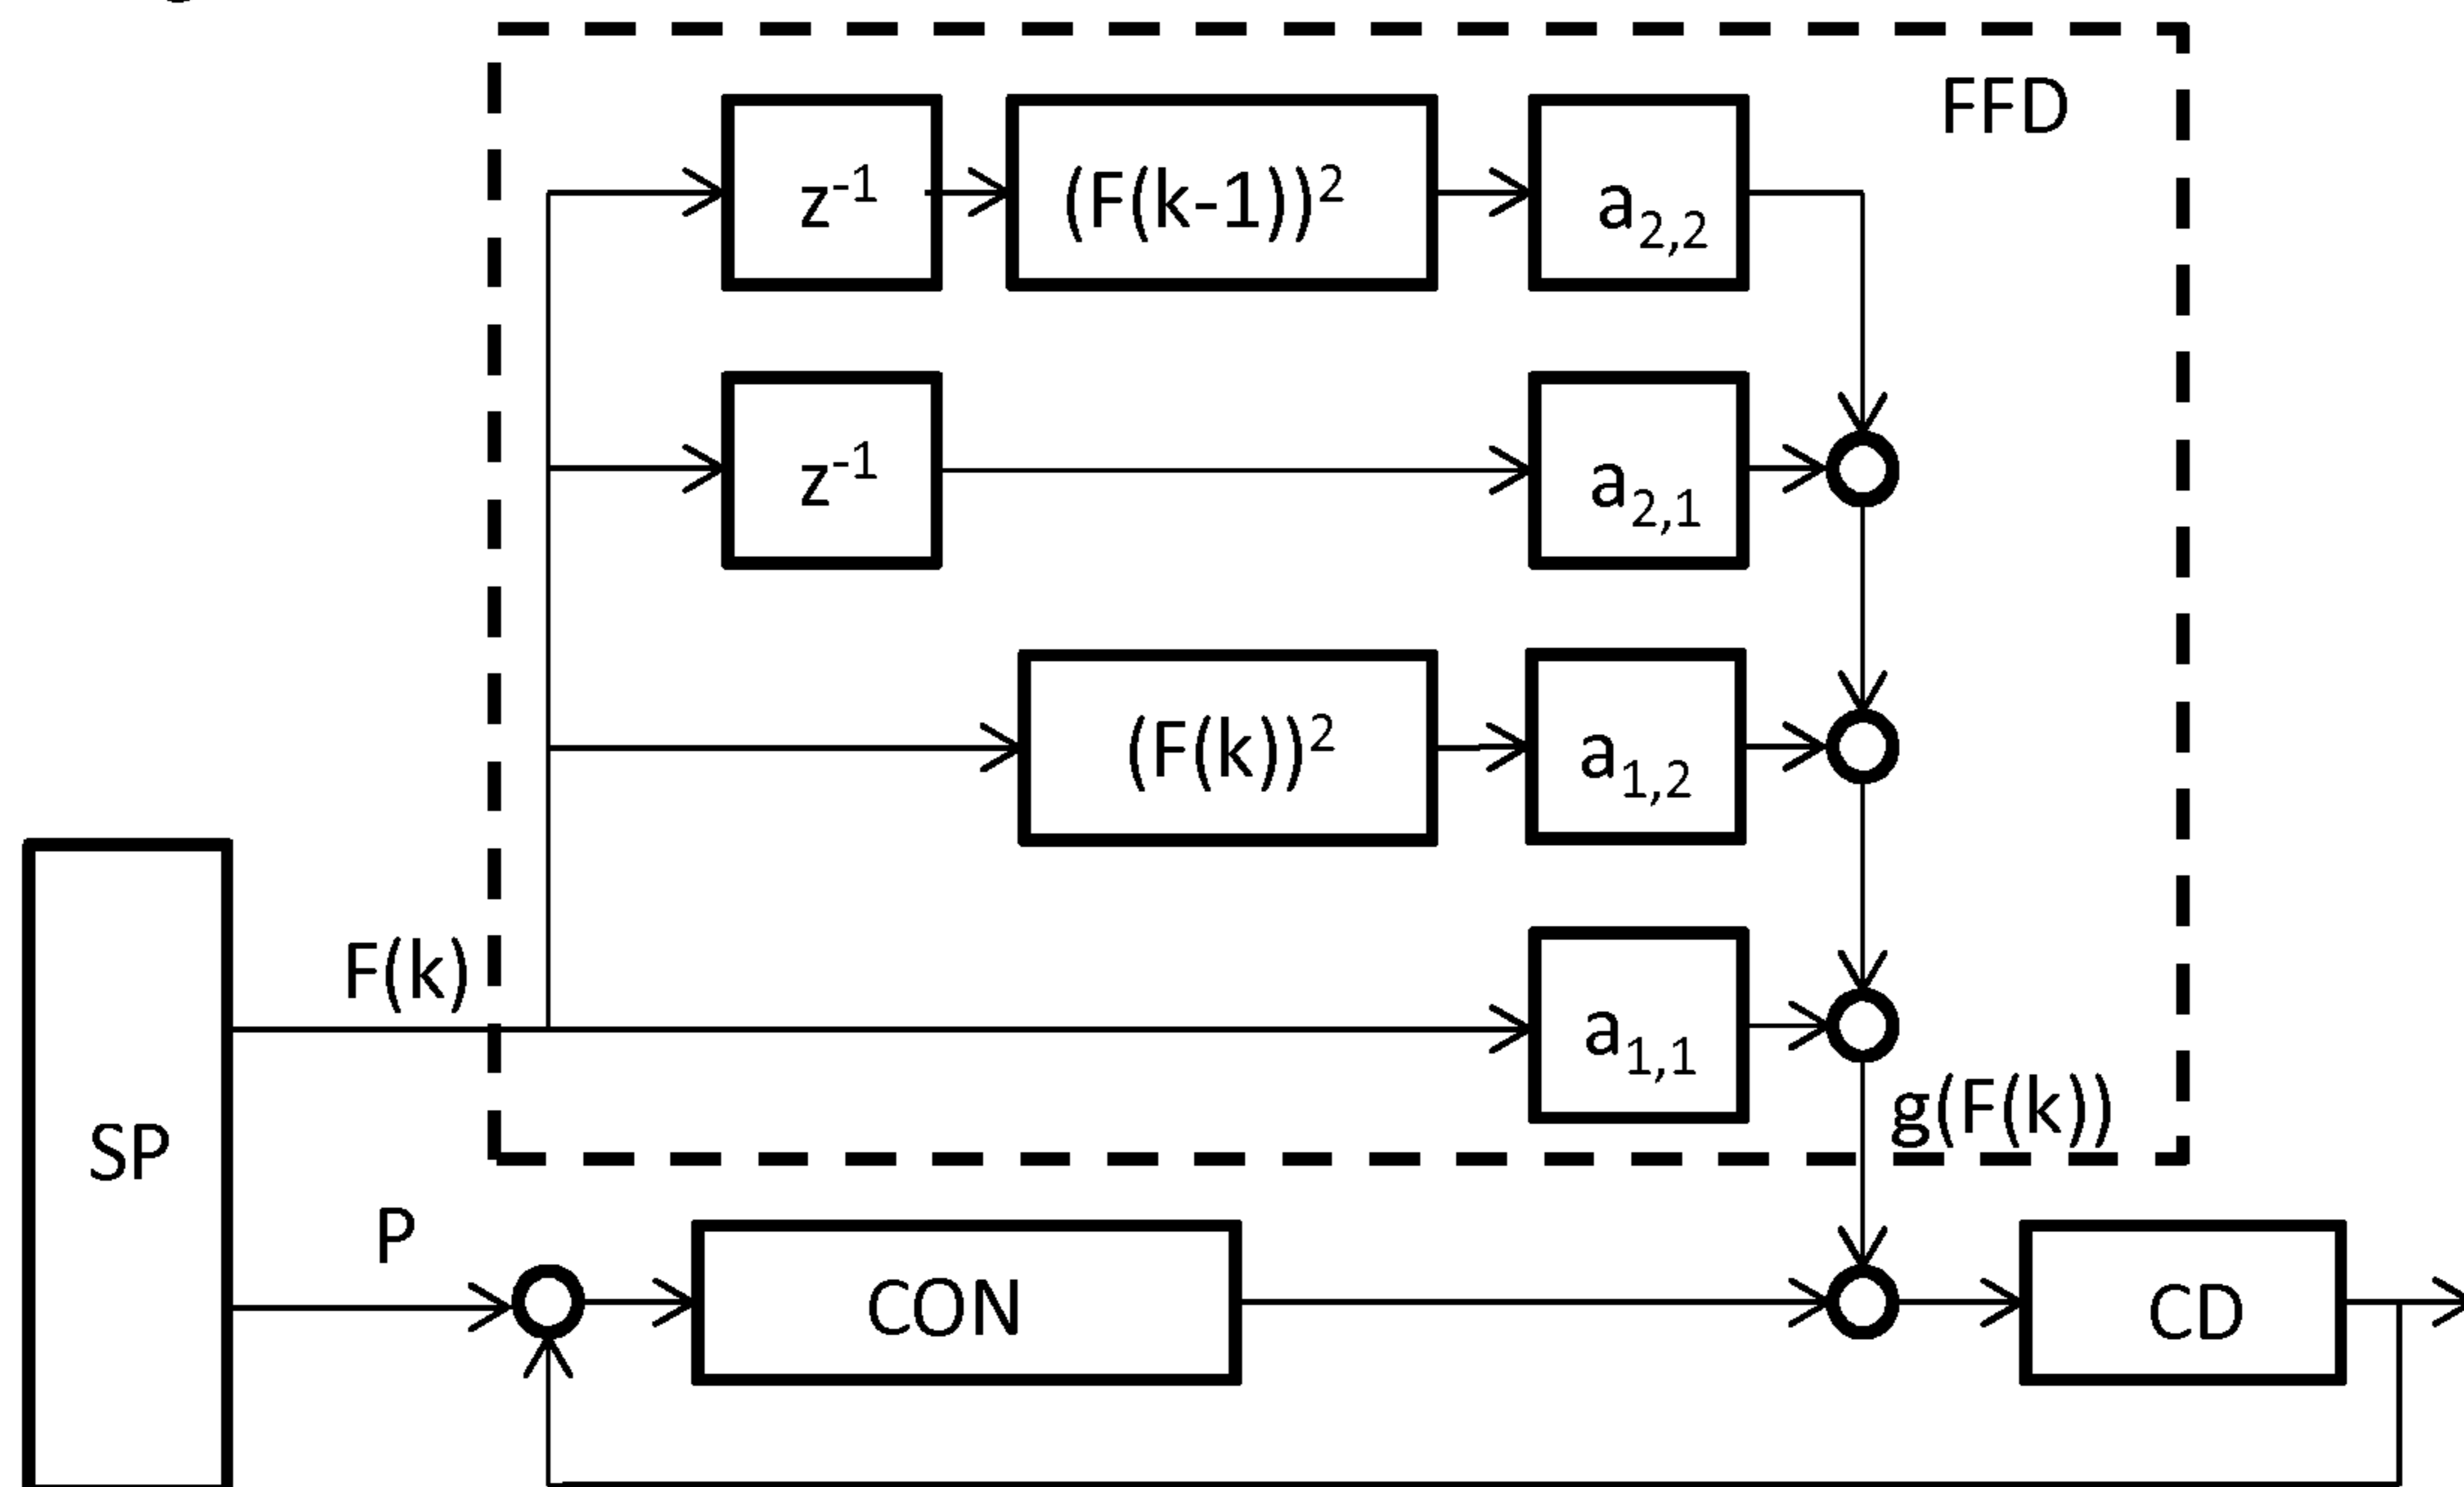 FFD
z⁻¹ (F(k-1))² a₂,₂
z⁻¹ a₂,₁
(F(k))² a₁,₂
F(k) a₁,₁
g(F(k))
SP
P
CON CD